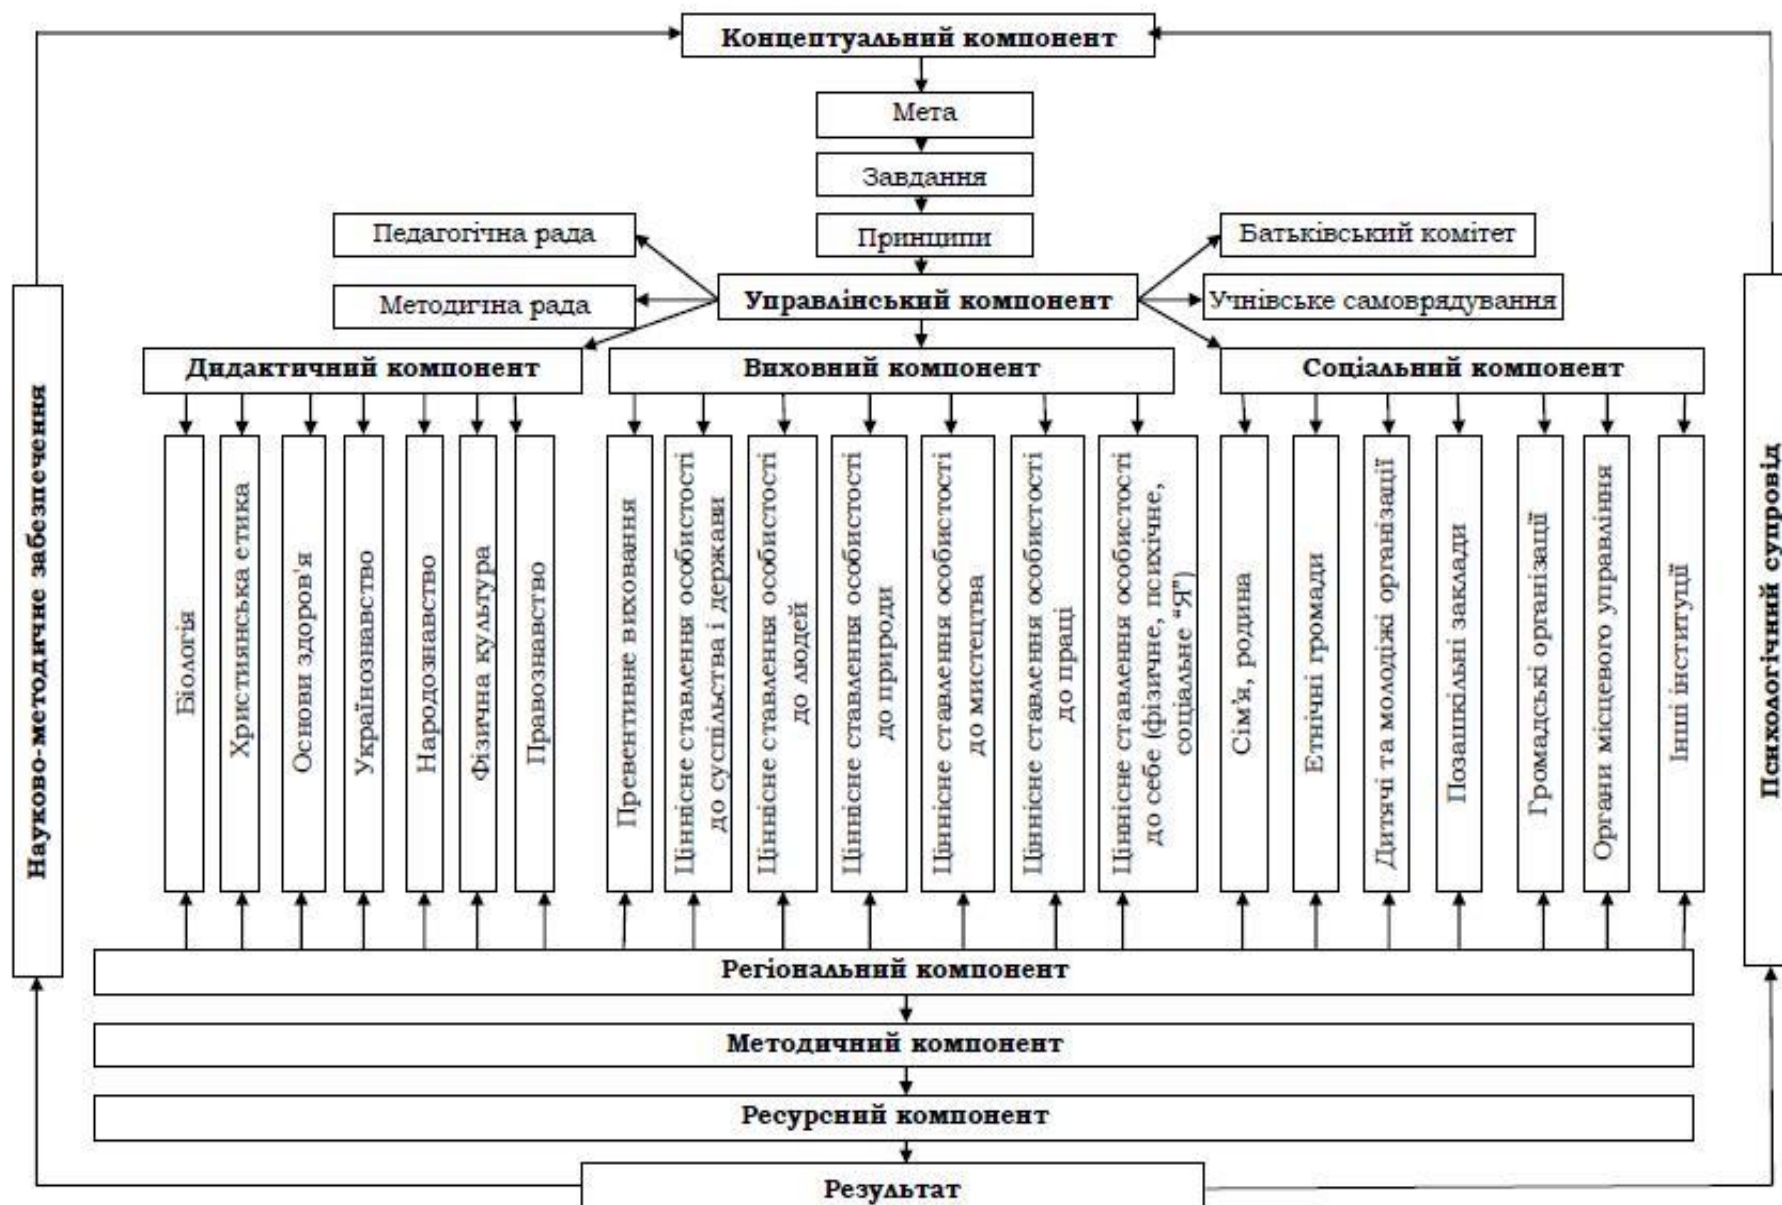 Концептуальний компонент
Мета
Завдання
Принципи
Педагогічна рада
Батьківський комітет
Методична рада
Управлінський компонент
Учнівське самоврядування
Дидактичний компонент
Виховний компонент
Соціальний компонент
Науково-методичне забезпечення
Біологія
Християнська етика
Основи здоров'я
Українознавство
Народознавство
Фізична культура
Правознавство
Превентивне виховання
Ціннісне ставлення особистості
до суспільства і держави
Ціннісне ставлення особистості
до людей
Ціннісне ставлення особистості
до природи
Ціннісне ставлення особистості
до мистецтва
Ціннісне ставлення особистості
до праці
Ціннісне ставлення особистості
до себе (фізичне, психічне,
соціальне “Я”)
Сім’я, родина
Етнічні громади
Дитячі та молодіжі організації
Позашкільні заклади
Громадські організації
Органи місцевого управління
Інші інституції
Психологічний супровід
Регіональний компонент
Методичний компонент
Ресурсний компонент
Результат